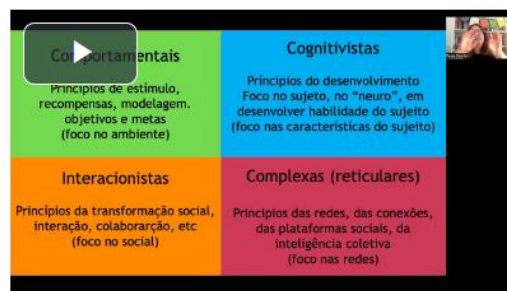 Comportamentais
Princípios de estímulo,
recompensas, modelagem.
objetivos e metas
(foco no ambiente)
Cognitivistas
Princípios do desenvolvimento
Foco no sujeito, no “neuro”, em
desenvolver habilidade do sujeito
(foco nas características do sujeito)
Interacionistas
Princípios da transformação social,
interação, colaborarção, etc
(foco no social)
Complexas (reticulares)
Principios das redes, das conexões,
das plataformas sociais, da
inteligência coletiva
(foco nas redes)